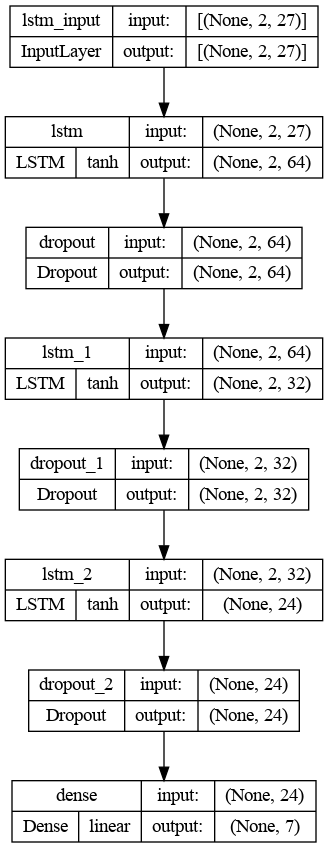 lstm_input input: [(None, 2, 27)]
InputLayer output: [(None, 2, 27)]
lstm input: (None, 2, 27)
LSTM tanh output: (None, 2, 64)
dropout input: (None, 2, 64)
Dropout output: (None, 2, 64)
lstm_1 input: (None, 2, 64)
LSTM tanh output: (None, 2, 32)
dropout_1 input: (None, 2, 32)
Dropout output: (None, 2, 32)
lstm_2 input: (None, 2, 32)
LSTM tanh output: (None, 24)
dropout_2 input: (None, 24)
Dropout output: (None, 24)
dense input: (None, 24)
Dense linear output: (None, 7)